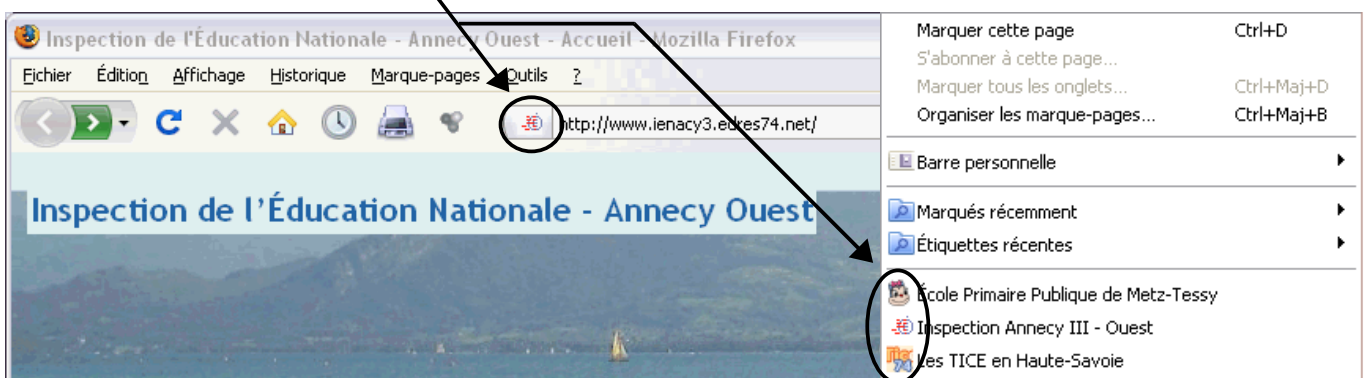 Inspection de l'Éducation Nationale - Annecy Ouest - Accueil - Mozilla Firefox
Fichier Édition Affichage Historique Marque-pages Outils ?
http://www.ienacy3.edres74.net/
Inspection de l'Éducation Nationale - Annecy Ouest
Marquer cette page Ctrl+D
S'abonner à cette page...
Marquer tous les onglets... Ctrl+Maj+D
Organiser les marque-pages... Ctrl+Maj+B
Barre personnelle
Marqués récemment
Étiquettes récentes
École Primaire Publique de Metz-Tessy
Inspection Annecy III - Ouest
Les TICE en Haute-Savoie